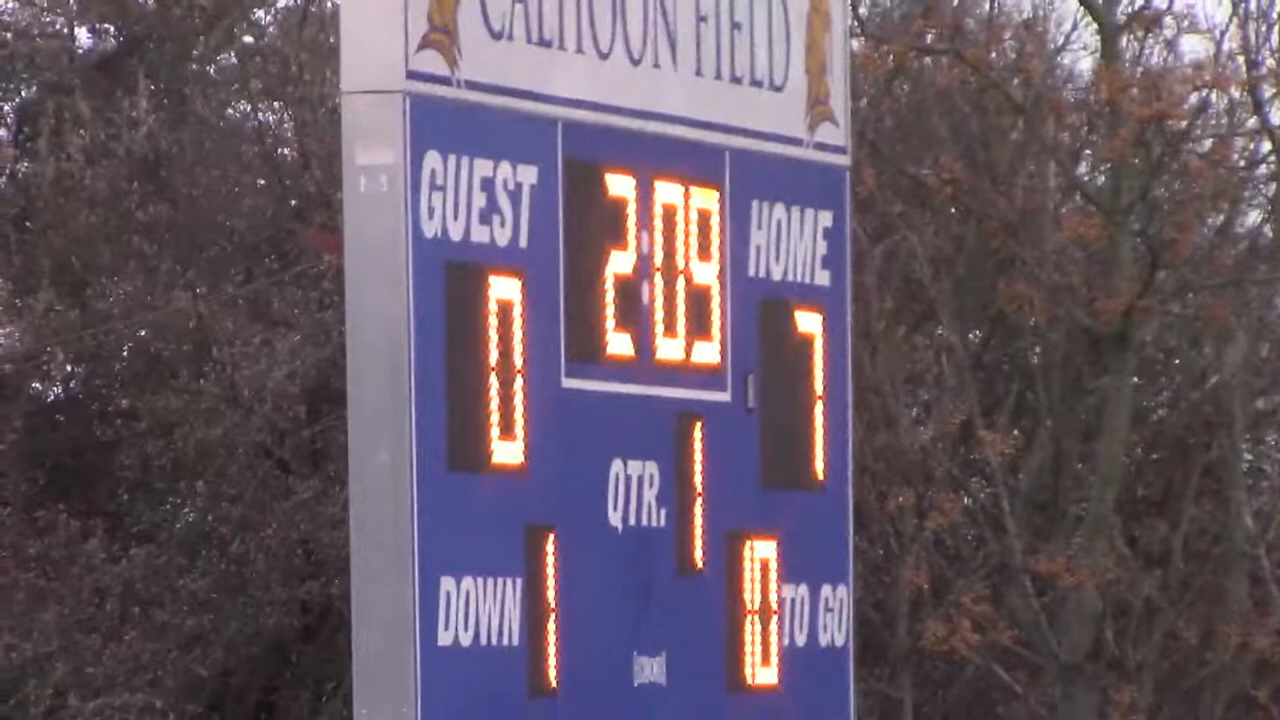 CALHOUN FIELD
GUEST 2:09 HOME
0 7
QTR. 1
DOWN 1 10 TO GO